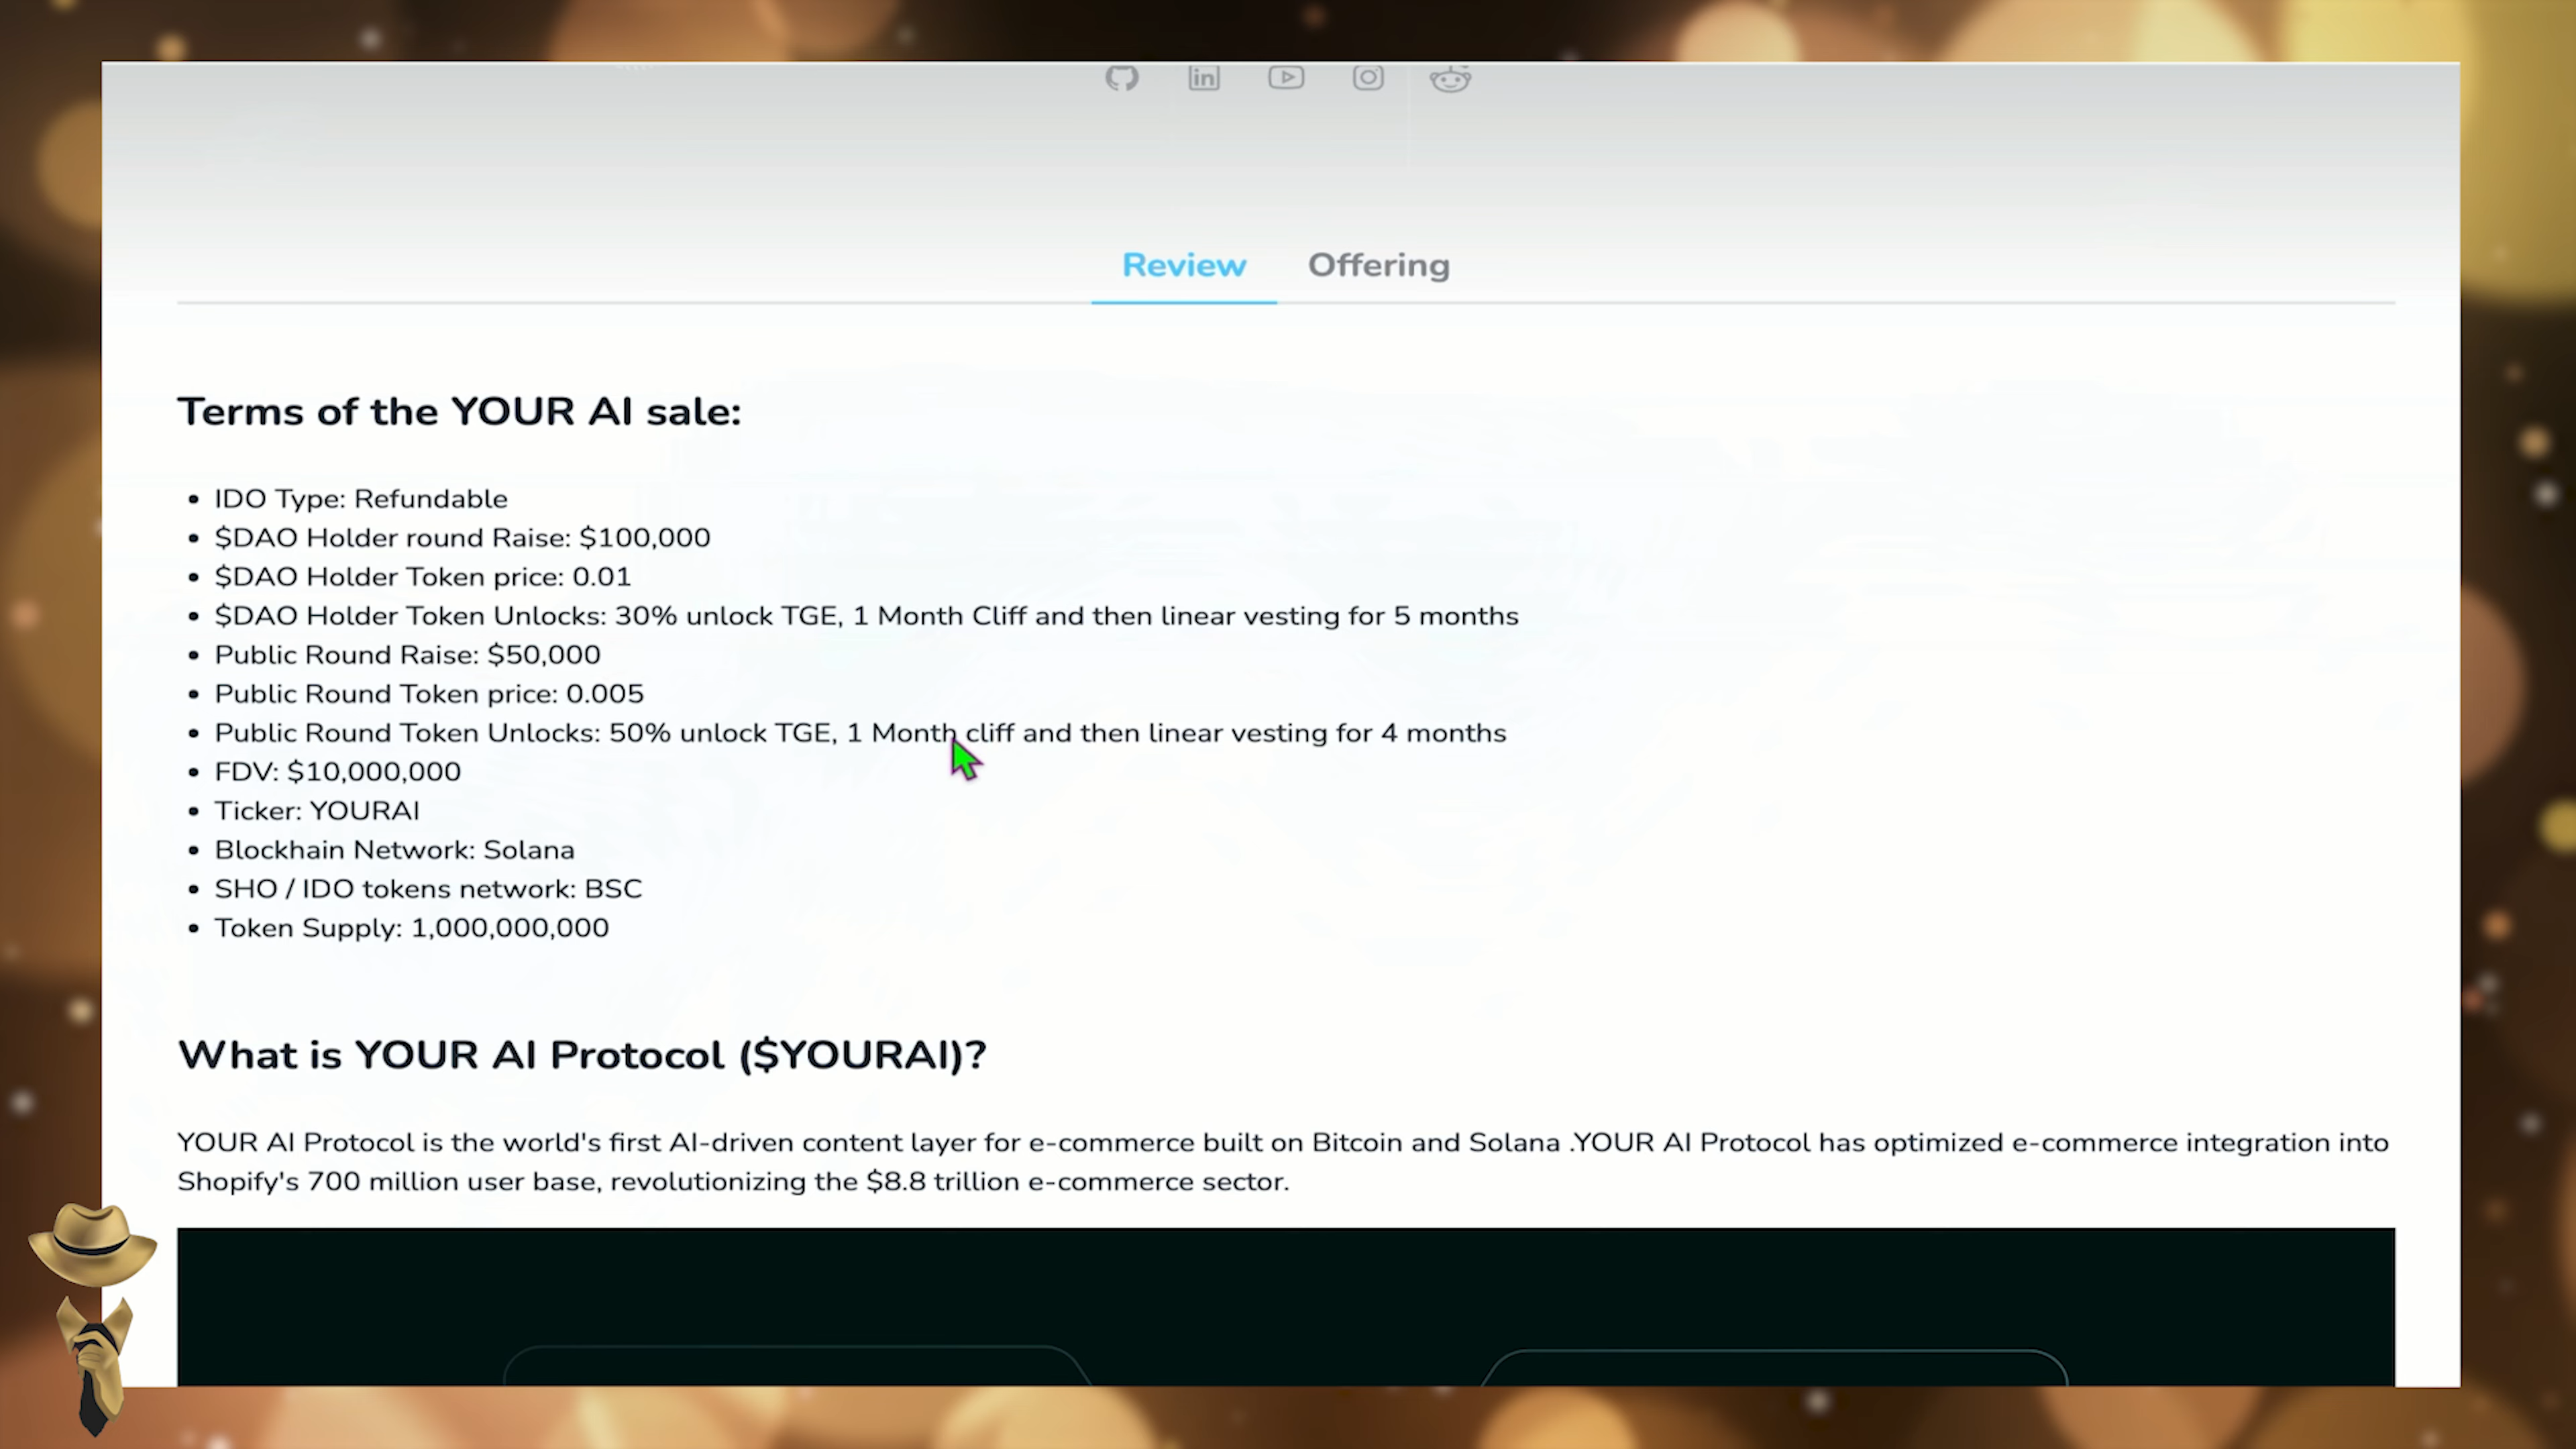 Review Offering
Terms of the YOUR AI sale:
• IDO Type: Refundable
• $DAO Holder round Raise: $100,000
• $DAO Holder Token price: 0.01
• $DAO Holder Token Unlocks: 30% unlock TGE, 1 Month Cliff and then linear vesting for 5 months
• Public Round Raise: $50,000
• Public Round Token price: 0.005
• Public Round Token Unlocks: 50% unlock TGE, 1 Month cliff and then linear vesting for 4 months
• FDV: $10,000,000
• Ticker: YOURAI
• Blockhain Network: Solana
• SHO / IDO tokens network: BSC
• Token Supply: 1,000,000,000
What is YOUR AI Protocol ($YOURAI)?
YOUR AI Protocol is the world's first AI-driven content layer for e-commerce built on Bitcoin and Solana .YOUR AI Protocol has optimized e-commerce integration into
Shopify's 700 million user base, revolutionizing the $8.8 trillion e-commerce sector.